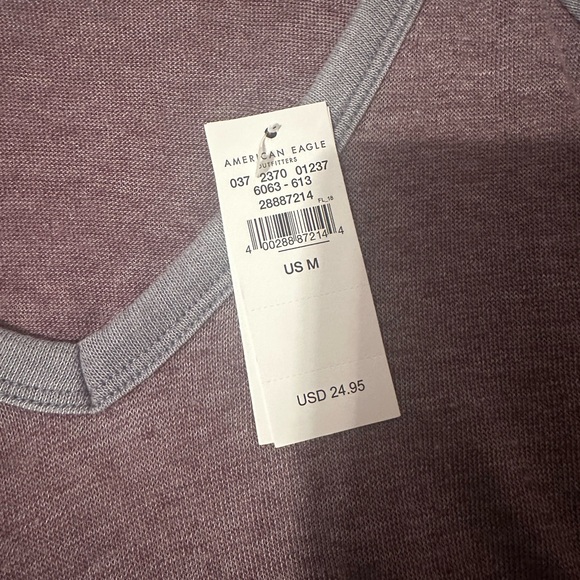 AMERICAN EAGLE
OUTFITTERS
037 2370 01237
6063-613
28887214
FL_18
4 00288 87214 4
US M
USD 24.95